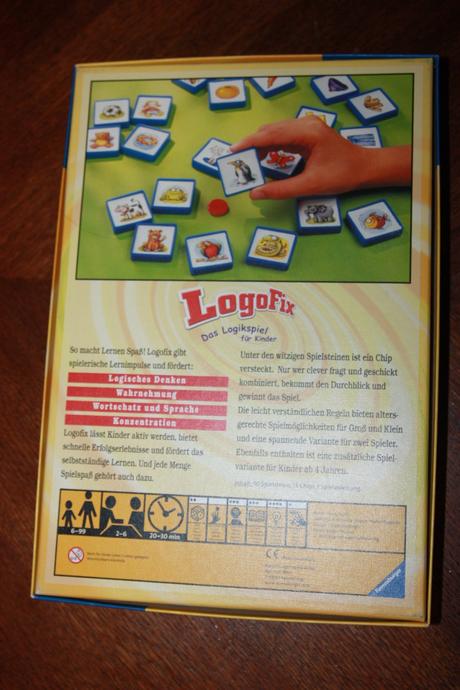 LogoFix
Das Logikspiel
für Kinder
So macht Lernen Spaß! Logofix gibt
spielerische Lernimpulse und fördert:
Logisches Denken
Wahrnehmung
Wortschatz und Sprache
Konzentration
Logofix lässt Kinder aktiv werden, bietet
schnelle Erfolgserlebnisse und fördert das
selbstständige Lernen. Und jede Menge
Spielspaß gehört auch dazu.
Unter den witzigen Spielsteinen ist ein Chip
versteckt. Nur wer clever fragt und geschickt
kombiniert, bekommt den Durchblick und
gewinnt das Spiel.
Die leicht verständlichen Regeln bieten alters-
gerechte Spielmöglichkeiten für Groß und Klein
und eine spannende Variante für zwei Spieler.
Ebenfalls enthalten ist eine zusätzliche Spiel-
variante für Kinder ab 4 Jahren.
6–99
2–6
20–30 min
CE
Ravensburger